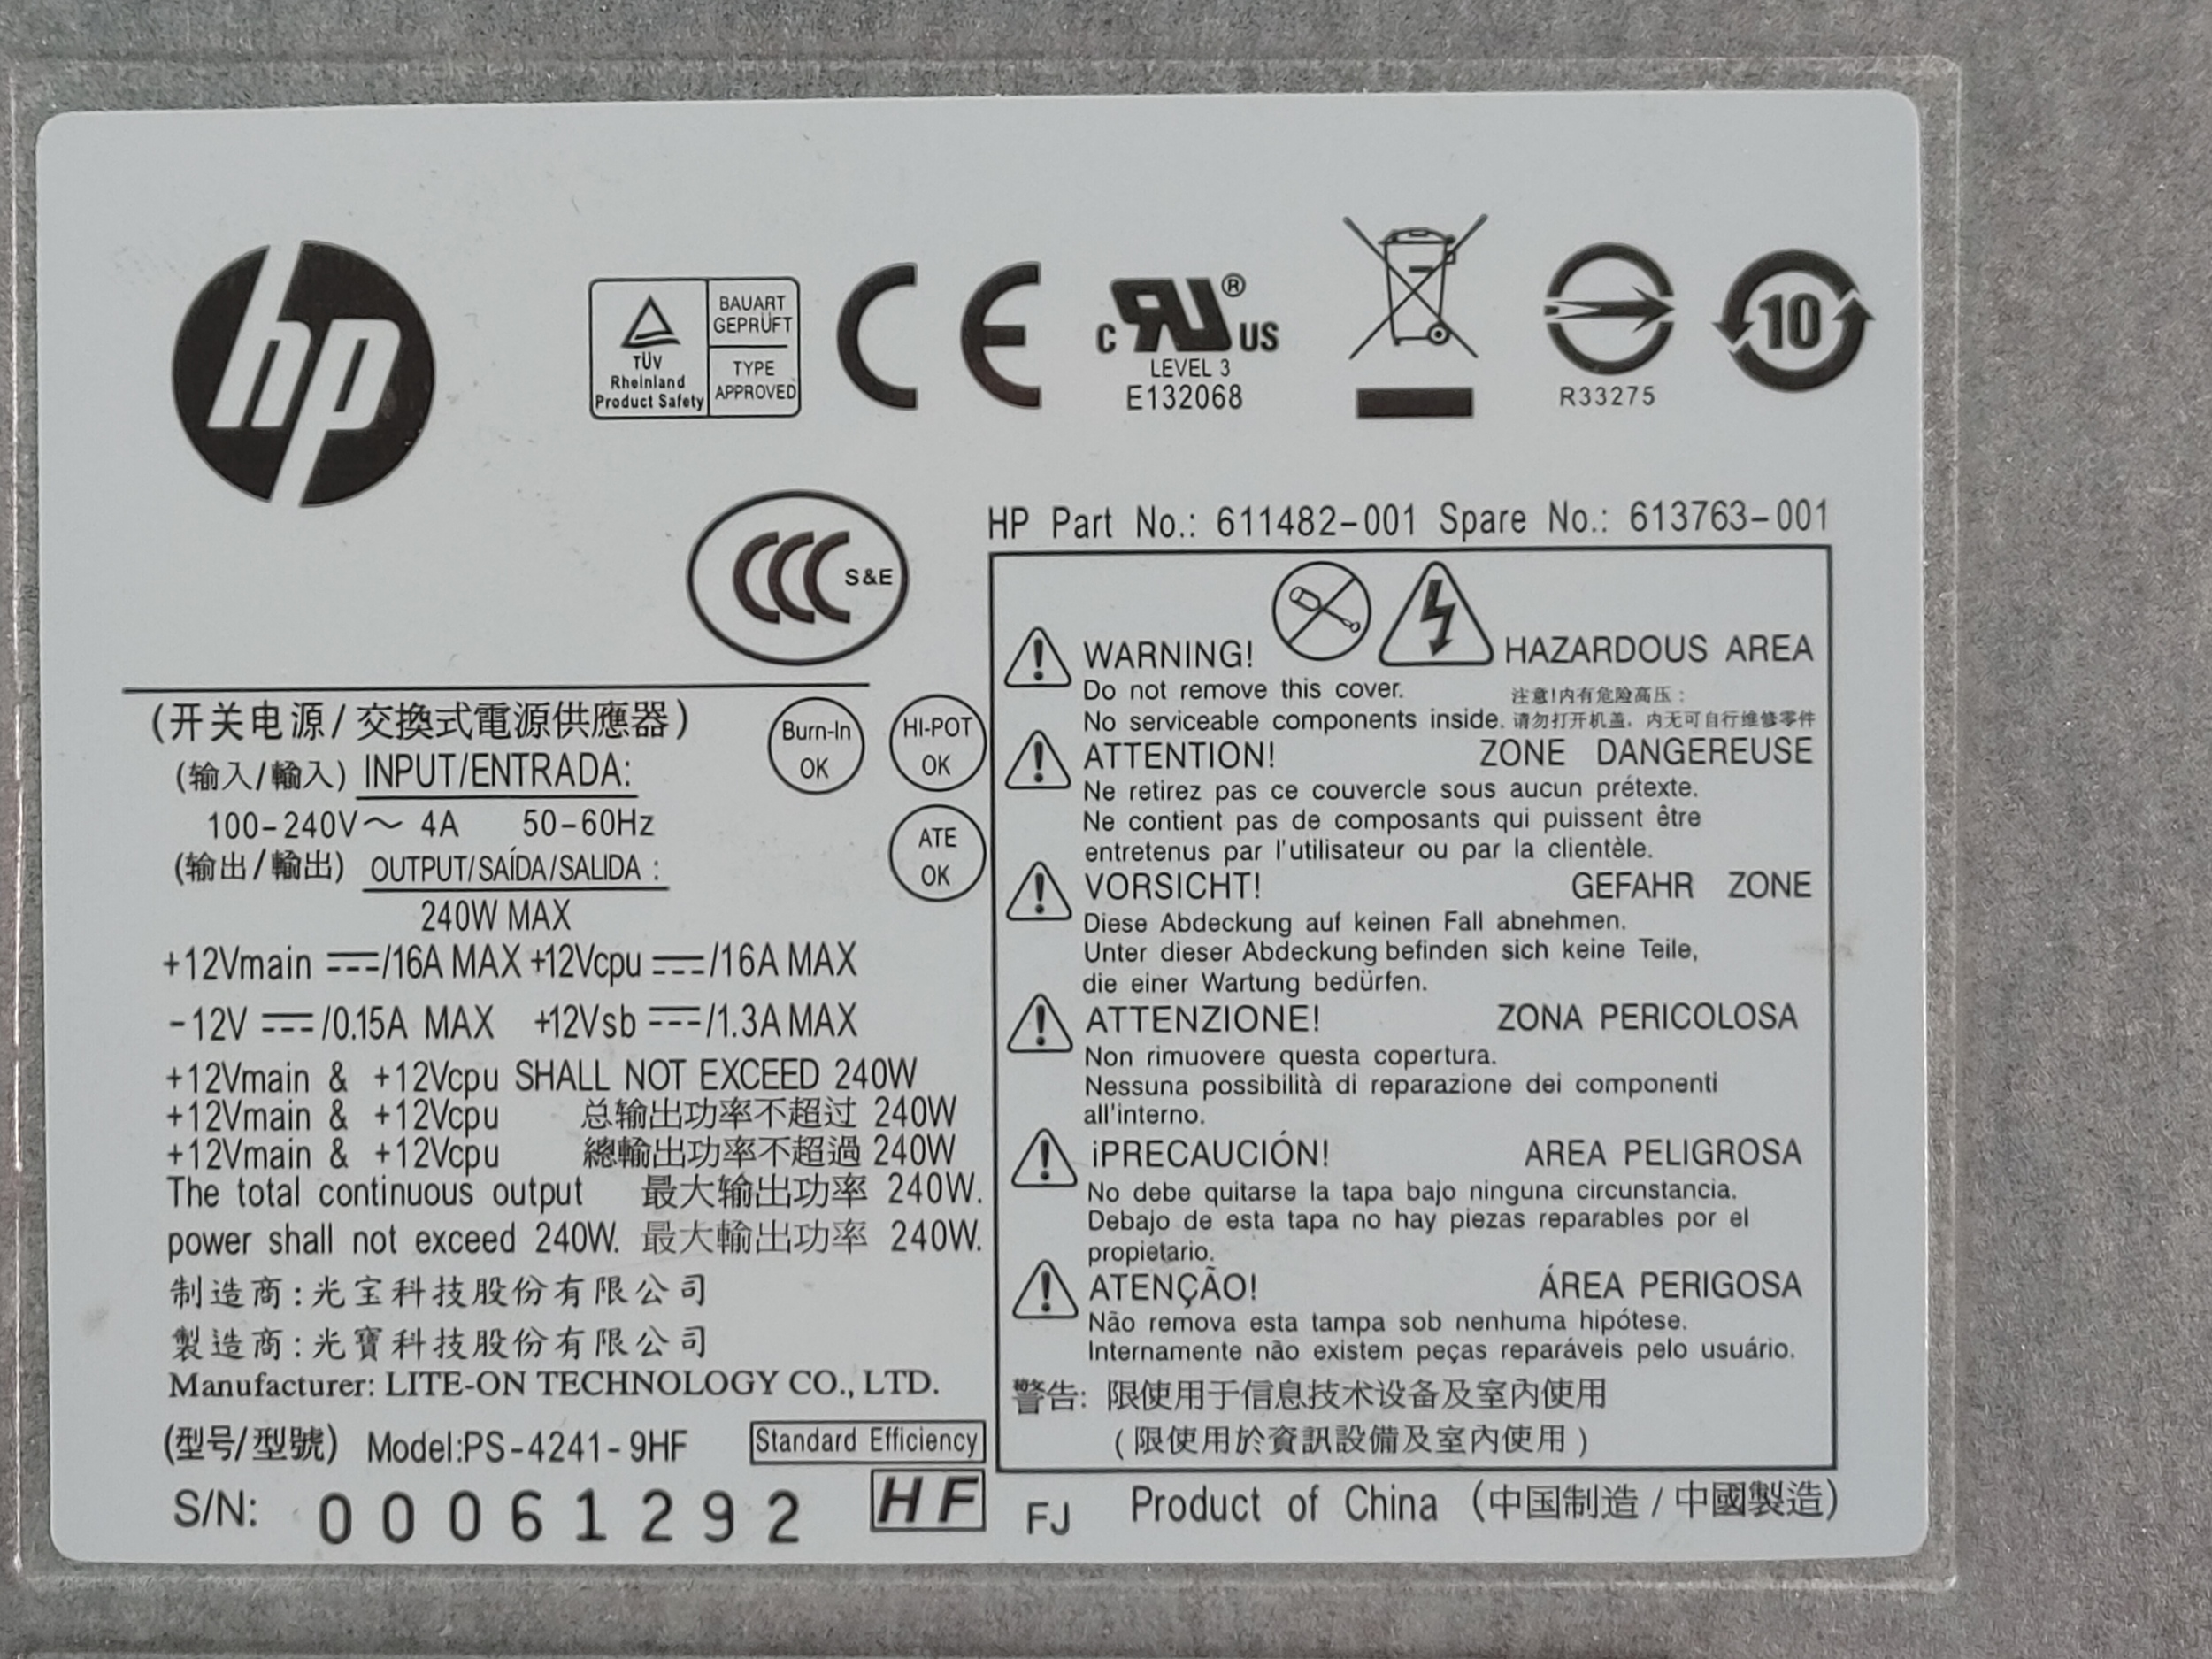 hp
TÜV
Rheinland
Product Safety
BAUART
GEPRÜFT
TYPE
APPROVED
CE
c RU ® US
LEVEL 3
E132068
R33275
10
CCC S&E
HP Part No.: 611482-001 Spare No.: 613763-001
(开关电源/交換式電源供應器)
Burn-In
OK
HI-POT
OK
(输入/輸入) INPUT/ENTRADA:
100-240V～ 4A 50-60Hz
ATE
OK
(输出/輸出) OUTPUT/SAÍDA/SALIDA :
240W MAX
+12Vmain ⎓/16A MAX +12Vcpu ⎓/16A MAX
-12V ⎓/0.15A MAX +12Vsb ⎓/1.3A MAX
+12Vmain & +12Vcpu SHALL NOT EXCEED 240W
+12Vmain & +12Vcpu 总输出功率不超过 240W
+12Vmain & +12Vcpu 總輸出功率不超過 240W
The total continuous output 最大输出功率 240W.
power shall not exceed 240W. 最大輸出功率 240W.
制造商:光宝科技股份有限公司
製造商:光寶科技股份有限公司
Manufacturer: LITE-ON TECHNOLOGY CO., LTD.
(型号/型號) Model:PS-4241-9HF Standard Efficiency
S/N: 00061292 HF
WARNING! HAZARDOUS AREA
Do not remove this cover. 注意!内有危险高压:
No serviceable components inside. 请勿打开机盖，内无可自行维修零件
ATTENTION! ZONE DANGEREUSE
Ne retirez pas ce couvercle sous aucun prétexte.
Ne contient pas de composants qui puissent être
entretenus par l'utilisateur ou par la clientèle.
VORSICHT! GEFAHR ZONE
Diese Abdeckung auf keinen Fall abnehmen.
Unter dieser Abdeckung befinden sich keine Teile,
die einer Wartung bedürfen.
ATTENZIONE! ZONA PERICOLOSA
Non rimuovere questa copertura.
Nessuna possibilità di reparazione dei componenti
all'interno.
¡PRECAUCIÓN! AREA PELIGROSA
No debe quitarse la tapa bajo ninguna circunstancia.
Debajo de esta tapa no hay piezas reparables por el
propietario.
ATENÇÃO! ÁREA PERIGOSA
Não remova esta tampa sob nenhuma hipótese.
Internamente não existem peças reparáveis pelo usuário.
警告: 限使用于信息技术设备及室内使用
(限使用於資訊設備及室內使用)
FJ Product of China (中国制造/中國製造)